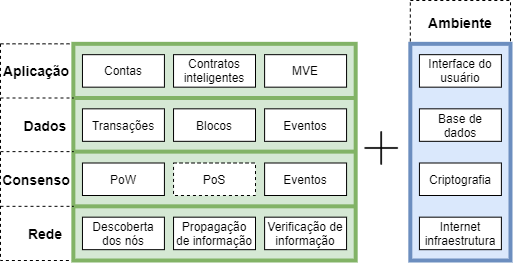 Ambiente
Aplicação
Contas
Contratos
inteligentes
MVE
Interface do
usuário
Dados
Transações
Blocos
Eventos
Base de
dados
Consenso
PoW
PoS
Eventos
Criptografia
Rede
Descoberta
dos nós
Propagação
de informação
Verificação de
informação
Internet
infraestrutura